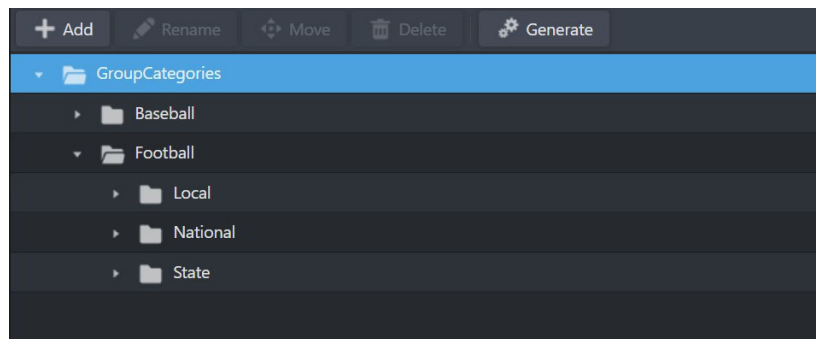 Add Rename Move Delete Generate
GroupCategories
Baseball
Football
Local
National
State